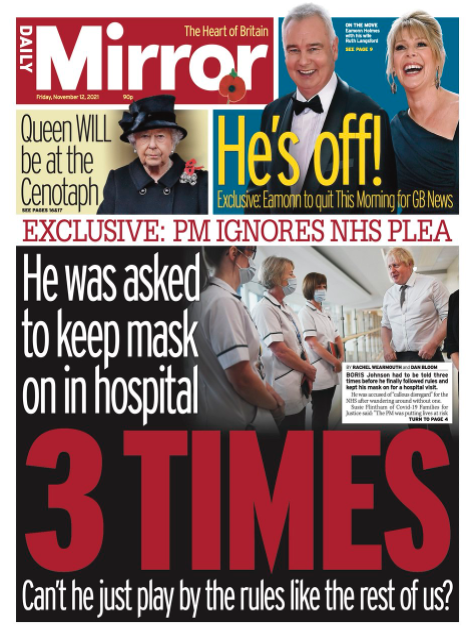 DAILY
Mirror
The Heart of Britain
Friday, November 12, 2021
90p
ON THE MOVE
Eamonn Holmes
with his wife
Ruth Langsford
SEE PAGE 9
Queen WILL
be at the
Cenotaph
SEE PAGES 16&17
He's off!
Exclusive: Eamonn to quit This Morning for GB News
EXCLUSIVE: PM IGNORES NHS PLEA
He was asked
to keep mask
on in hospital
3 TIMES
BY RACHEL WEARMOUTH and DAN BLOOM
BORIS Johnson had to be told three
times before he finally followed rules and
kept his mask on for a hospital visit.
He was accused of "callous disregard" for the
NHS after wandering around without one.
Susie Flintham of Covid-19 Families for
Justice said: "The PM was putting lives at risk
TURN TO PAGE 4
Can't he just play by the rules like the rest of us?